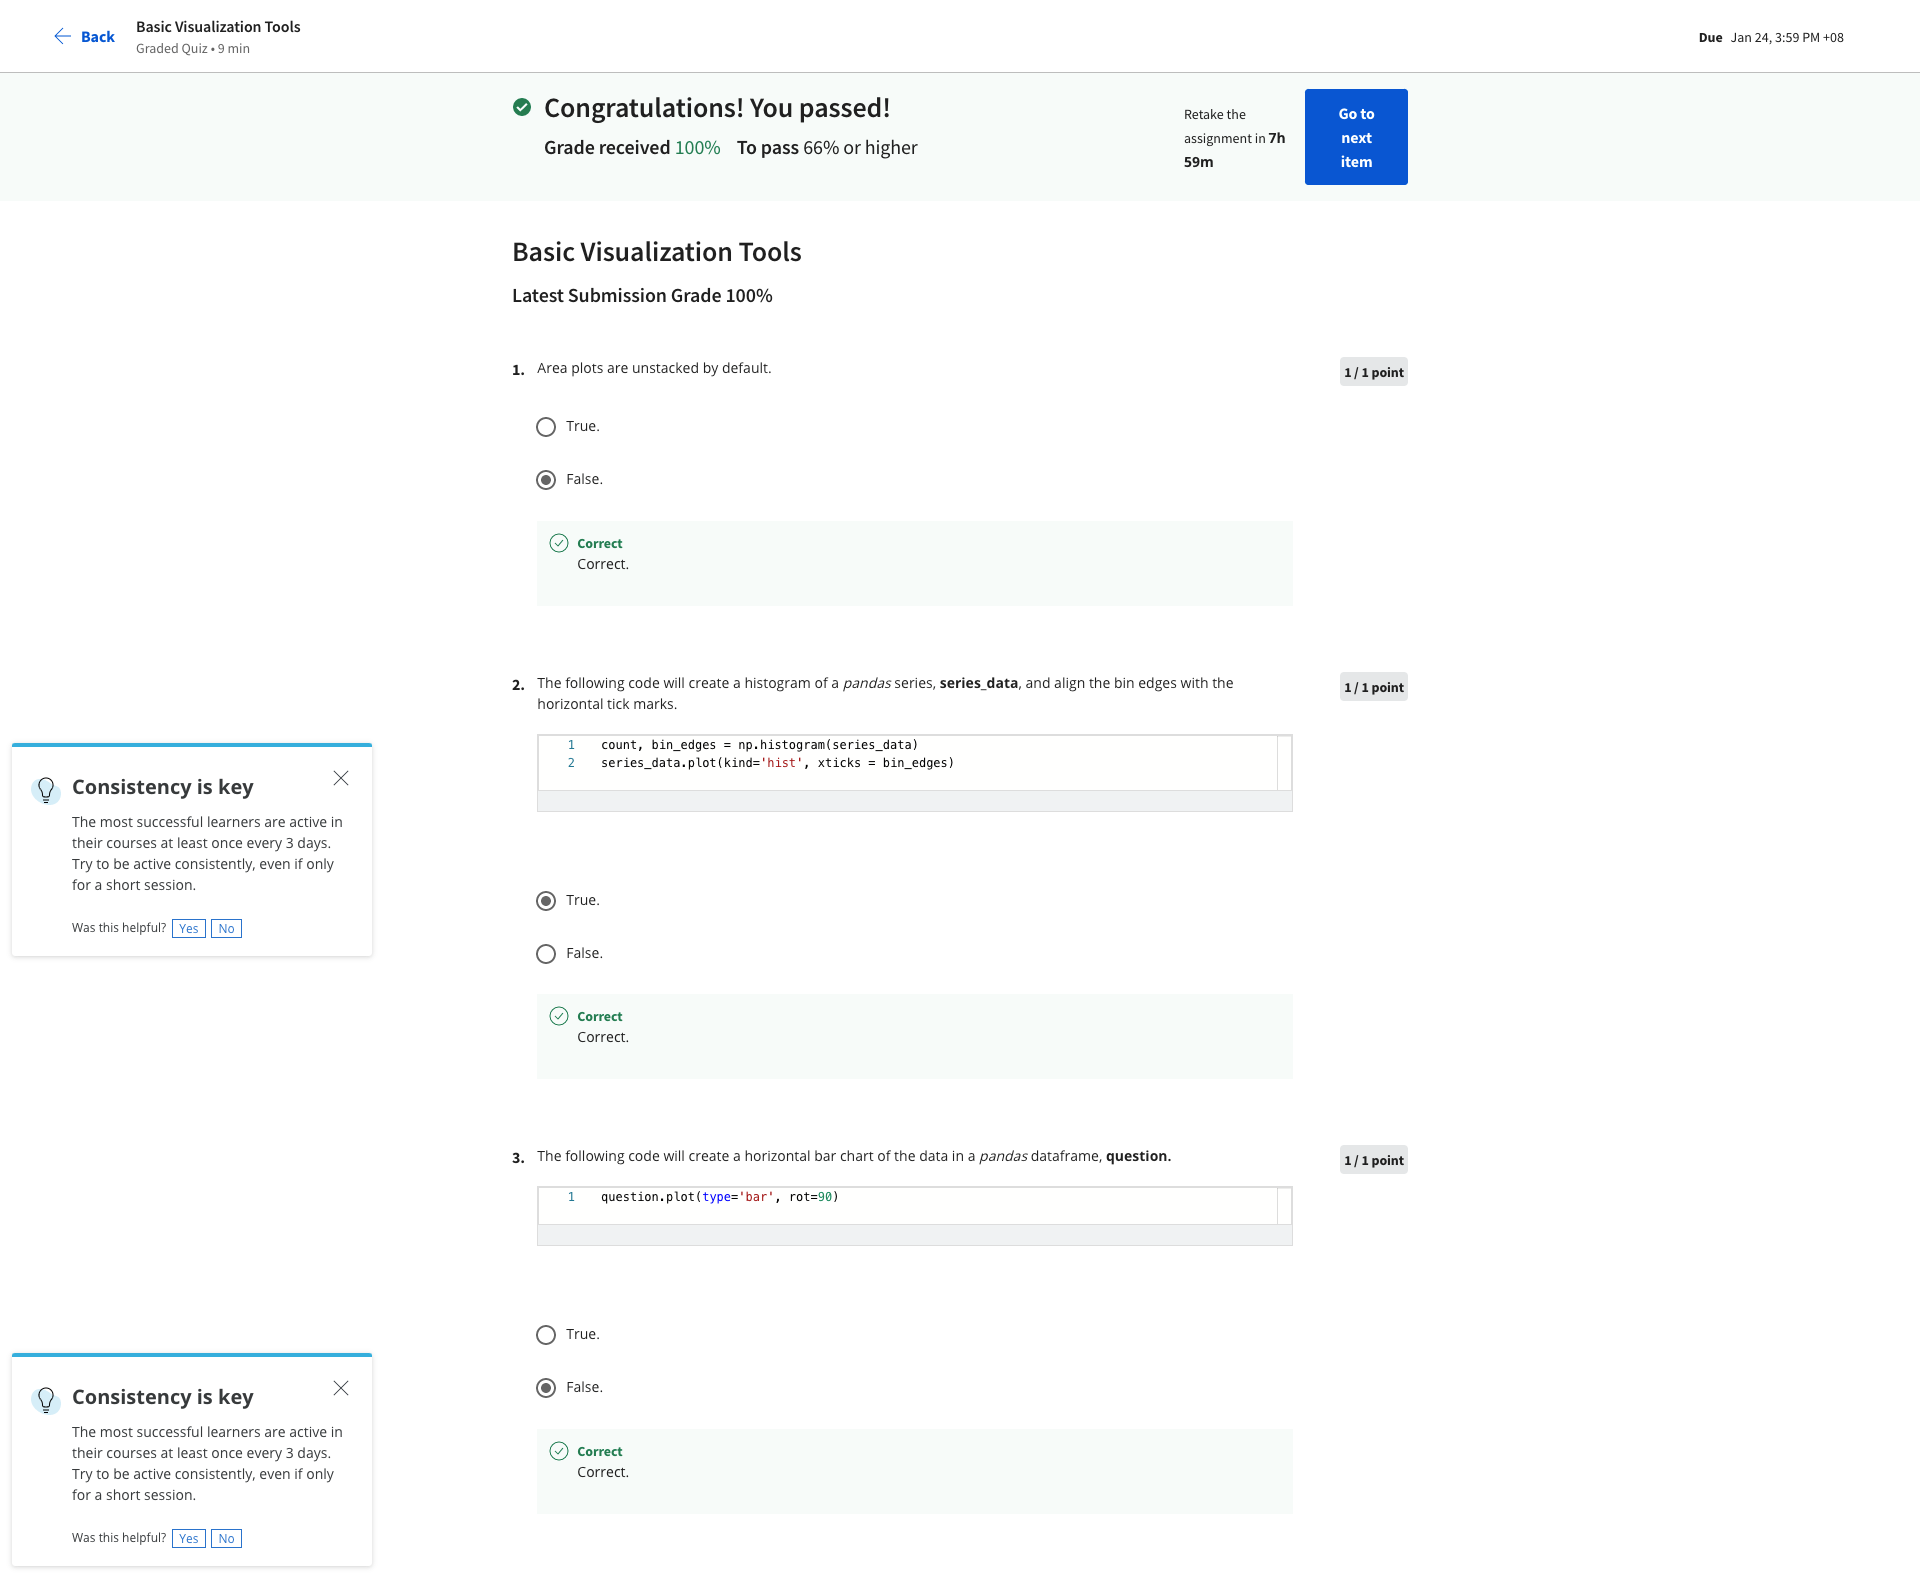 Back
Basic Visualization Tools
Graded Quiz • 9 min
Due Jan 24, 3:59 PM +08
Congratulations! You passed!
Grade received 100% To pass 66% or higher
Retake the
assignment in 7h
59m
Go to
next
item
Basic Visualization Tools
Latest Submission Grade 100%
1. Area plots are unstacked by default.
1 / 1 point
True.
False.
Correct
Correct.
2. The following code will create a histogram of a pandas series, series_data, and align the bin edges with the
horizontal tick marks.
1 / 1 point
1 count, bin_edges = np.histogram(series_data)
2 series_data.plot(kind='hist', xticks = bin_edges)
True.
False.
Correct
Correct.
Consistency is key
The most successful learners are active in
their courses at least once every 3 days.
Try to be active consistently, even if only
for a short session.
Was this helpful? Yes No
3. The following code will create a horizontal bar chart of the data in a pandas dataframe, question.
1 / 1 point
1 question.plot(type='bar', rot=90)
True.
False.
Correct
Correct.
Consistency is key
The most successful learners are active in
their courses at least once every 3 days.
Try to be active consistently, even if only
for a short session.
Was this helpful? Yes No